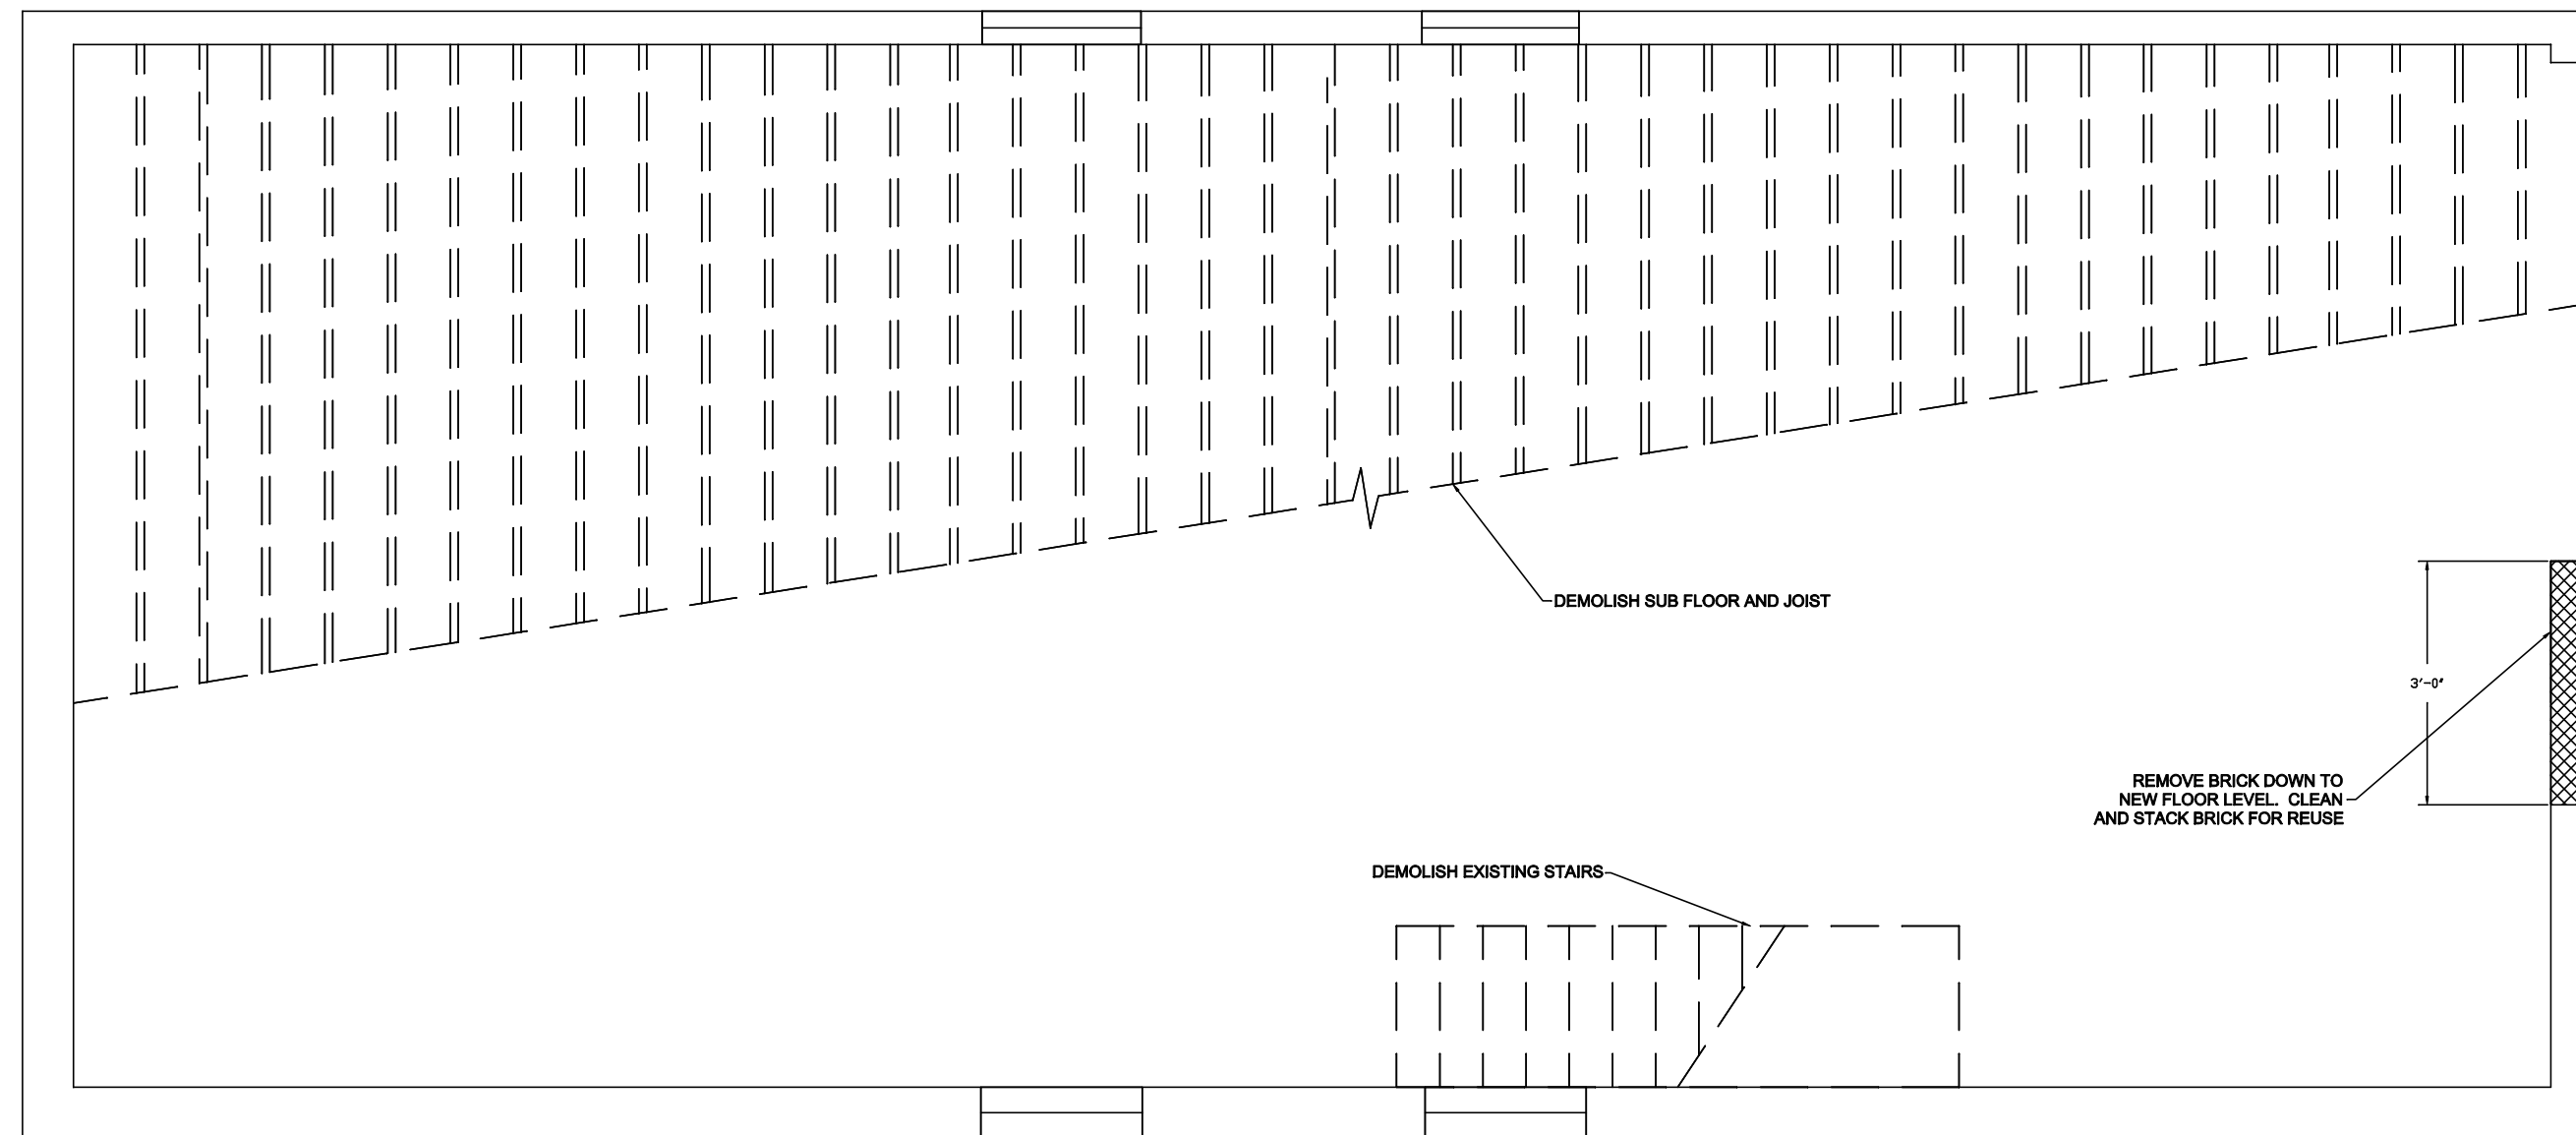 DEMOLISH SUB FLOOR AND JOIST
3'-0"
REMOVE BRICK DOWN TO
NEW FLOOR LEVEL. CLEAN
AND STACK BRICK FOR REUSE
DEMOLISH EXISTING STAIRS